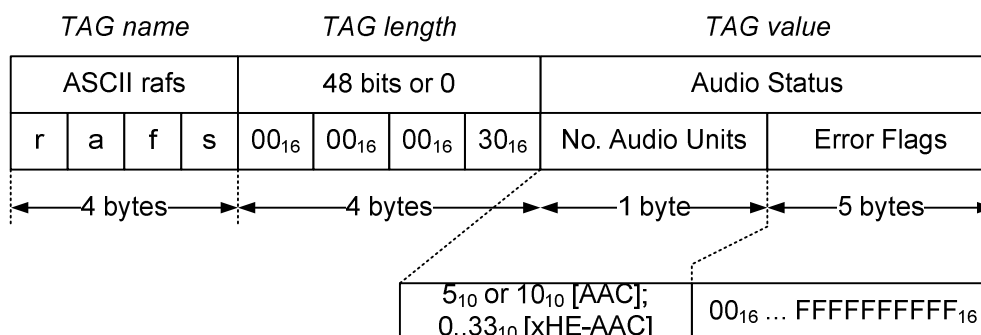 TAG name TAG length TAG value
ASCII rafs 48 bits or 0 Audio Status
r a f s 00₁₆ 00₁₆ 00₁₆ 30₁₆ No. Audio Units Error Flags
4 bytes 4 bytes 1 byte 5 bytes
5₁₀ or 10₁₀ [AAC]; 00₁₆ ... FFFFFFFFFF₁₆
0..33₁₀ [xHE-AAC]